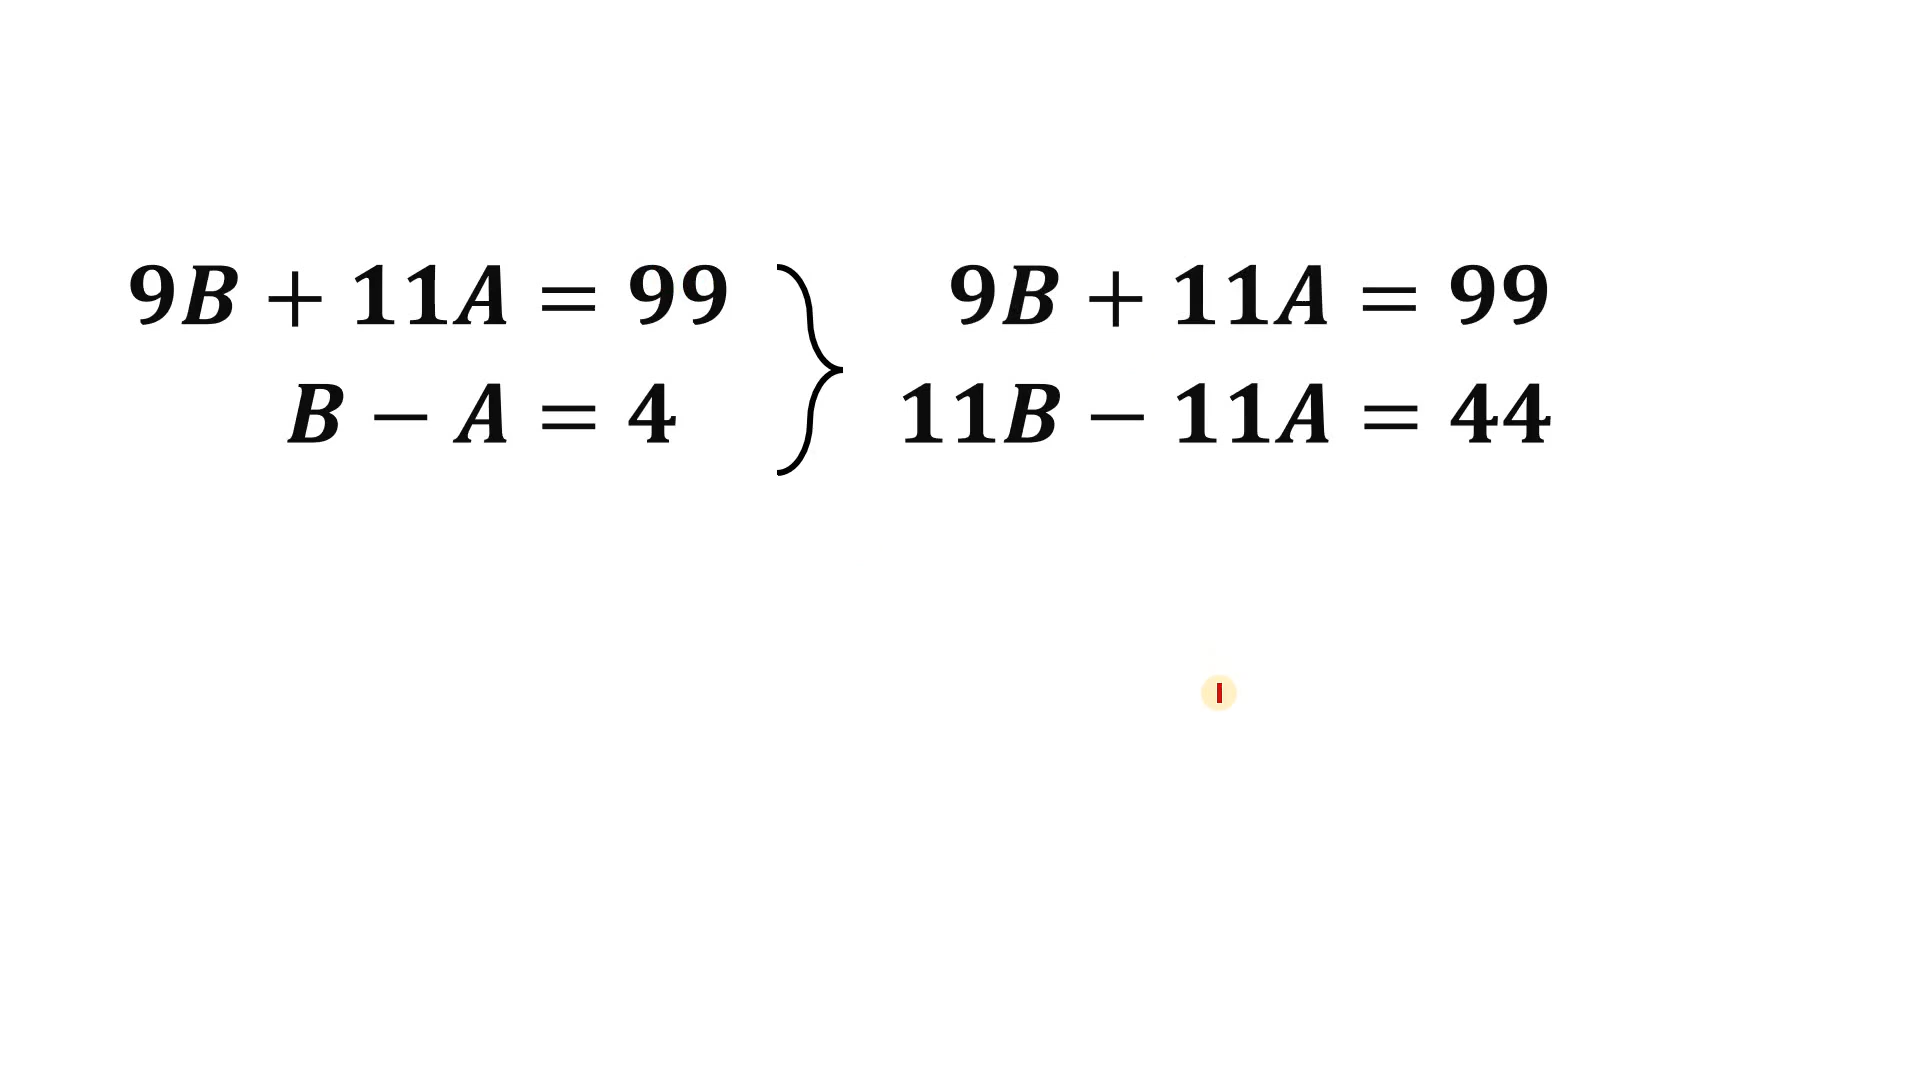 9B + 11A = 99
B − A = 4
9B + 11A = 99
11B − 11A = 44